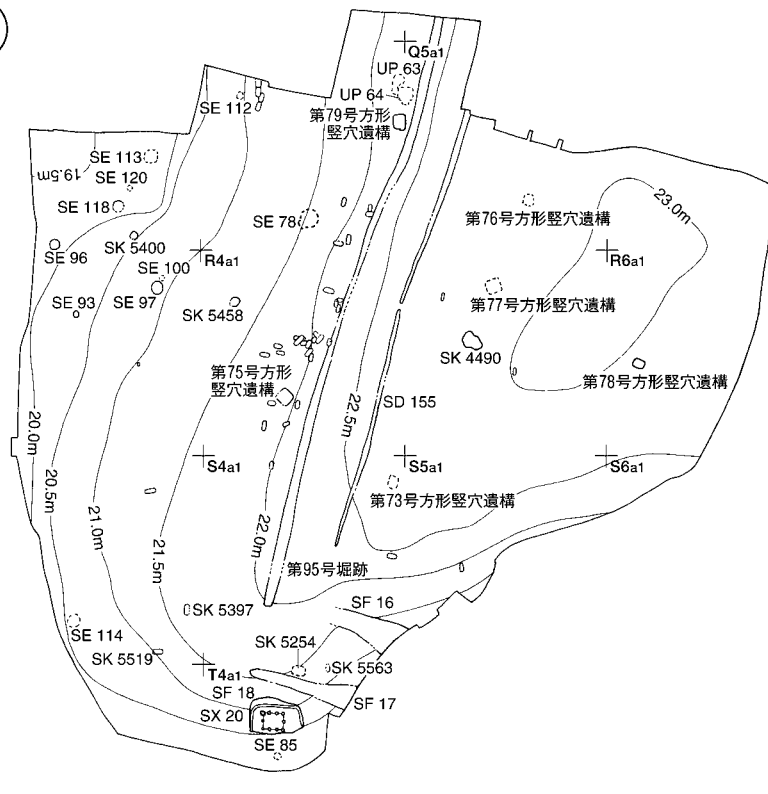 Q5a1
UP 63
UP 64
SE 112
第79号方形
竪穴遺構
SE 113
19.5m
SE 120
SE 118
SE 78
第76号方形竪穴遺構
23.0m
SK 5400
SE 96
R4a1
R6a1
SE 100
SE 93
SE 97
SK 5458
第77号方形竪穴遺構
SK 4490
第75号方形
竪穴遺構
第78号方形竪穴遺構
SD 155
22.5m
20.0m
S4a1
S5a1
S6a1
20.5m
第73号方形竪穴遺構
21.0m
22.0m
21.5m
第95号堀跡
SK 5397
SF 16
SE 114
SK 5254
SK 5519
SK 5563
T4a1
SF 18
SF 17
SX 20
SE 85